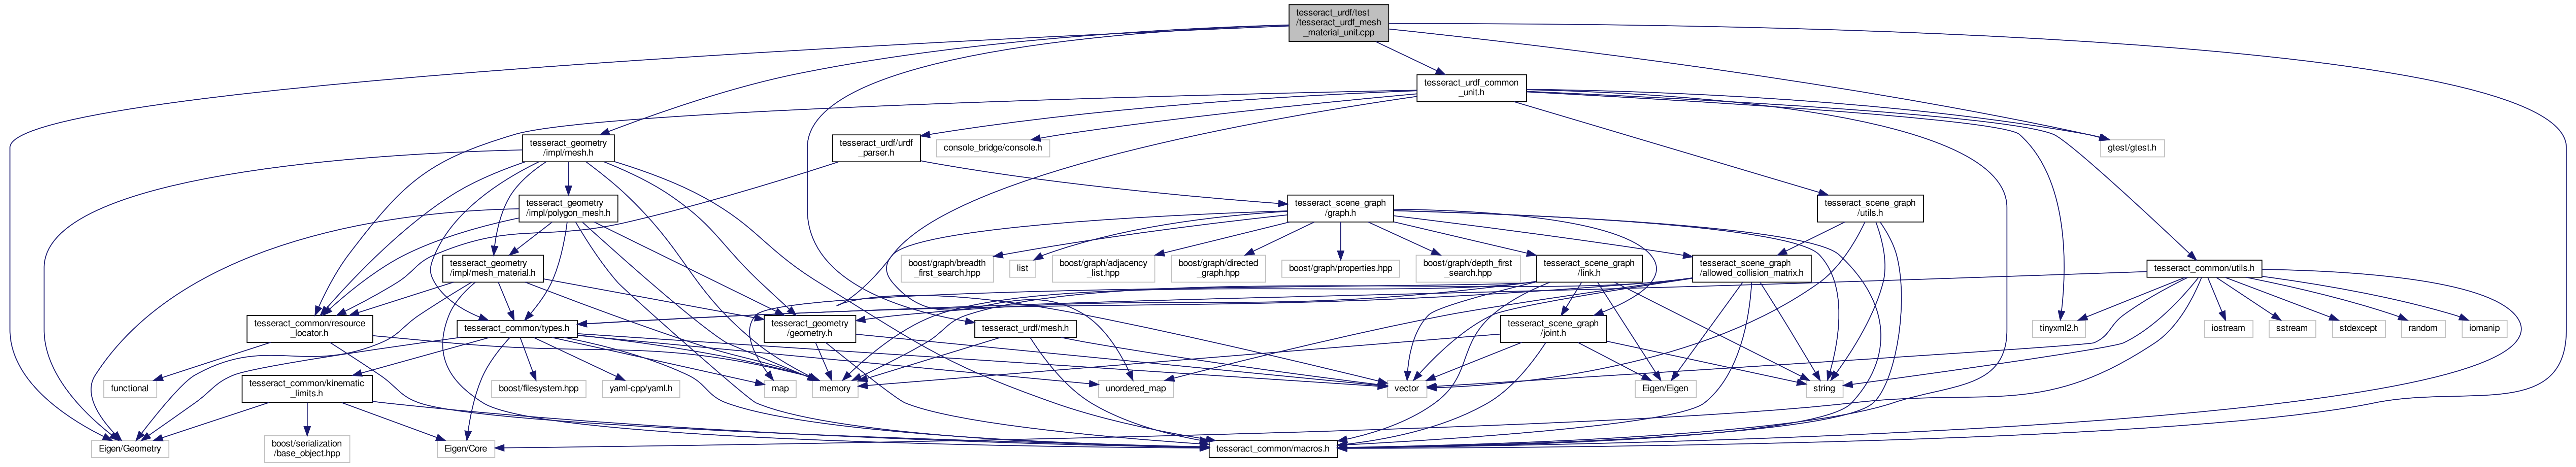 tesseract_urdf/test
/tesseract_urdf_mesh
_material_unit.cpp
tesseract_urdf_common
_unit.h
tesseract_geometry
/impl/mesh.h
tesseract_urdf/urdf
_parser.h
console_bridge/console.h
gtest/gtest.h
tesseract_geometry
/impl/polygon_mesh.h
tesseract_scene_graph
/graph.h
tesseract_scene_graph
/utils.h
tesseract_geometry
/impl/mesh_material.h
boost/graph/breadth
_first_search.hpp
list
boost/graph/adjacency
_list.hpp
boost/graph/directed
_graph.hpp
boost/graph/properties.hpp
boost/graph/depth_first
_search.hpp
tesseract_scene_graph
/link.h
tesseract_scene_graph
/allowed_collision_matrix.h
tesseract_common/utils.h
tesseract_common/resource
_locator.h
tesseract_common/types.h
tesseract_geometry
/geometry.h
tesseract_urdf/mesh.h
tesseract_scene_graph
/joint.h
tinyxml2.h
iostream
sstream
stdexcept
random
iomanip
functional
tesseract_common/kinematic
_limits.h
boost/filesystem.hpp
yaml-cpp/yaml.h
map
memory
unordered_map
vector
Eigen/Eigen
string
Eigen/Geometry
boost/serialization
/base_object.hpp
Eigen/Core
tesseract_common/macros.h